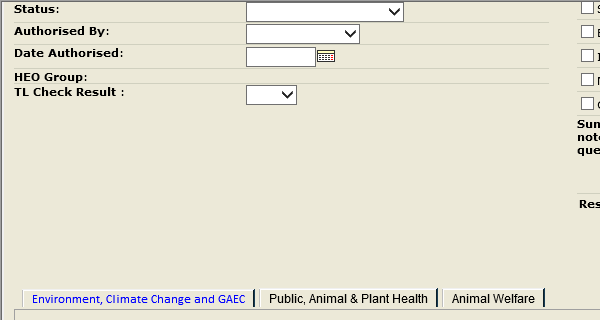 Status:
Authorised By:
Date Authorised:
HEO Group:
TL Check Result :
Sum
note
que
Res
Environment, Climate Change and GAEC
Public, Animal & Plant Health
Animal Welfare